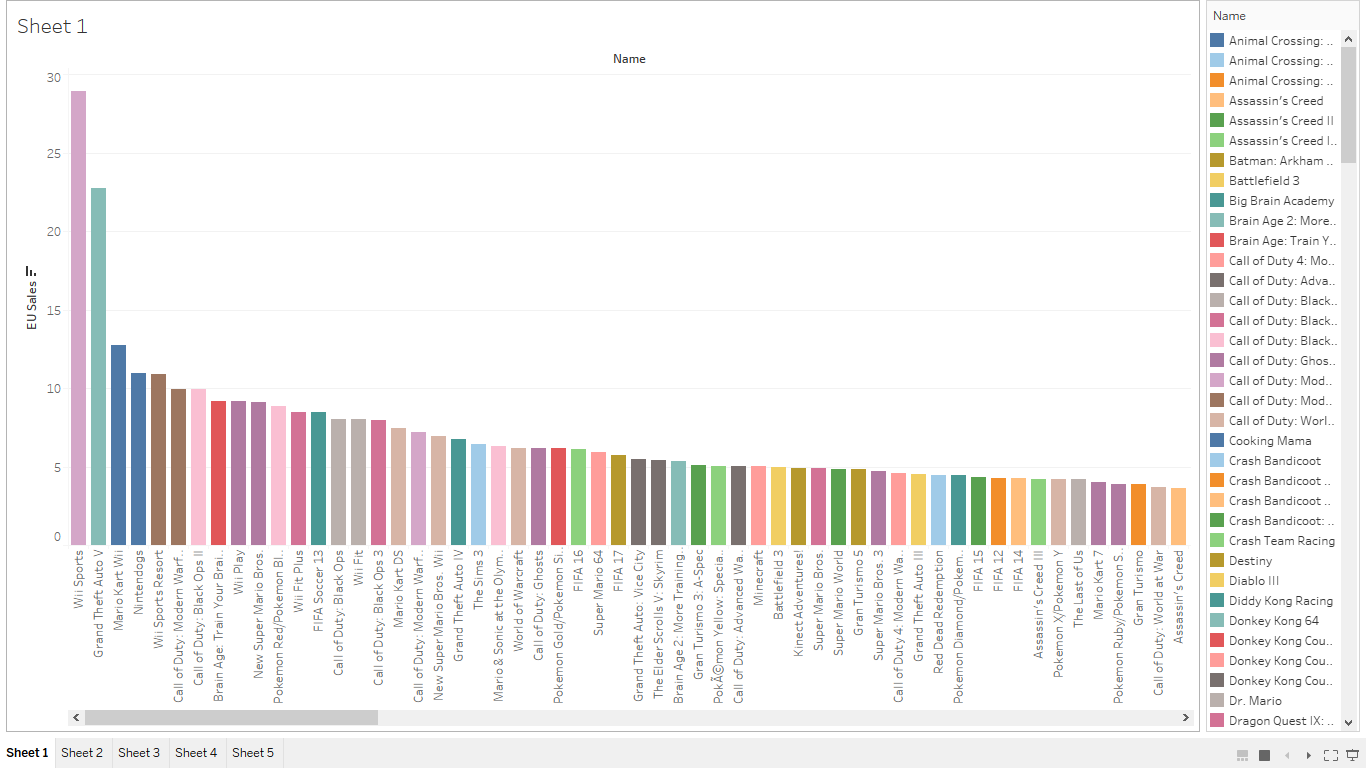 Sheet 1
Name
30
25
20
15
10
5
0
EU Sales
Wii Sports
Grand Theft Auto V
Mario Kart Wii
Nintendogs
Wii Sports Resort
Call of Duty: Modern Warf..
Call of Duty: Black Ops II
Brain Age: Train Your Brai..
Wii Play
New Super Mario Bros.
Pokemon Red/Pokemon Bl..
Wii Fit Plus
FIFA Soccer 13
Call of Duty: Black Ops
Wii Fit
Call of Duty: Black Ops 3
Mario Kart DS
Call of Duty: Modern Warf..
New Super Mario Bros. Wii
Grand Theft Auto IV
The Sims 3
Mario & Sonic at the Olym..
World of Warcraft
Call of Duty: Ghosts
Pokemon Gold/Pokemon Si..
FIFA 16
Super Mario 64
FIFA 17
Grand Theft Auto: Vice City
The Elder Scrolls V: Skyrim
Brain Age 2: More Training..
Gran Turismo 3: A-Spec
PokÃ©mon Yellow: Specia..
Call of Duty: Advanced Wa..
Minecraft
Battlefield 3
Kinect Adventures!
Super Mario Bros.
Super Mario World
Gran Turismo 5
Super Mario Bros. 3
Call of Duty 4: Modern Wa..
Grand Theft Auto III
Red Dead Redemption
Pokemon Diamond/Pokem..
FIFA 15
FIFA 12
FIFA 14
Assassin's Creed III
Pokemon X/Pokemon Y
The Last of Us
Mario Kart 7
Pokemon Ruby/Pokemon S..
Gran Turismo
Call of Duty: World at War
Assassin's Creed
Name
Animal Crossing: ..
Animal Crossing: ..
Animal Crossing: ..
Assassin's Creed
Assassin's Creed II
Assassin's Creed I..
Batman: Arkham ..
Battlefield 3
Big Brain Academy
Brain Age 2: More..
Brain Age: Train Y..
Call of Duty 4: Mo..
Call of Duty: Adva..
Call of Duty: Black..
Call of Duty: Black..
Call of Duty: Black..
Call of Duty: Ghos..
Call of Duty: Mod..
Call of Duty: Mod..
Call of Duty: Worl..
Cooking Mama
Crash Bandicoot
Crash Bandicoot ..
Crash Bandicoot ..
Crash Bandicoot: ..
Crash Team Racing
Destiny
Diablo III
Diddy Kong Racing
Donkey Kong 64
Donkey Kong Cou..
Donkey Kong Cou..
Donkey Kong Cou..
Dr. Mario
Dragon Quest IX: ..
Sheet 1
Sheet 2
Sheet 3
Sheet 4
Sheet 5